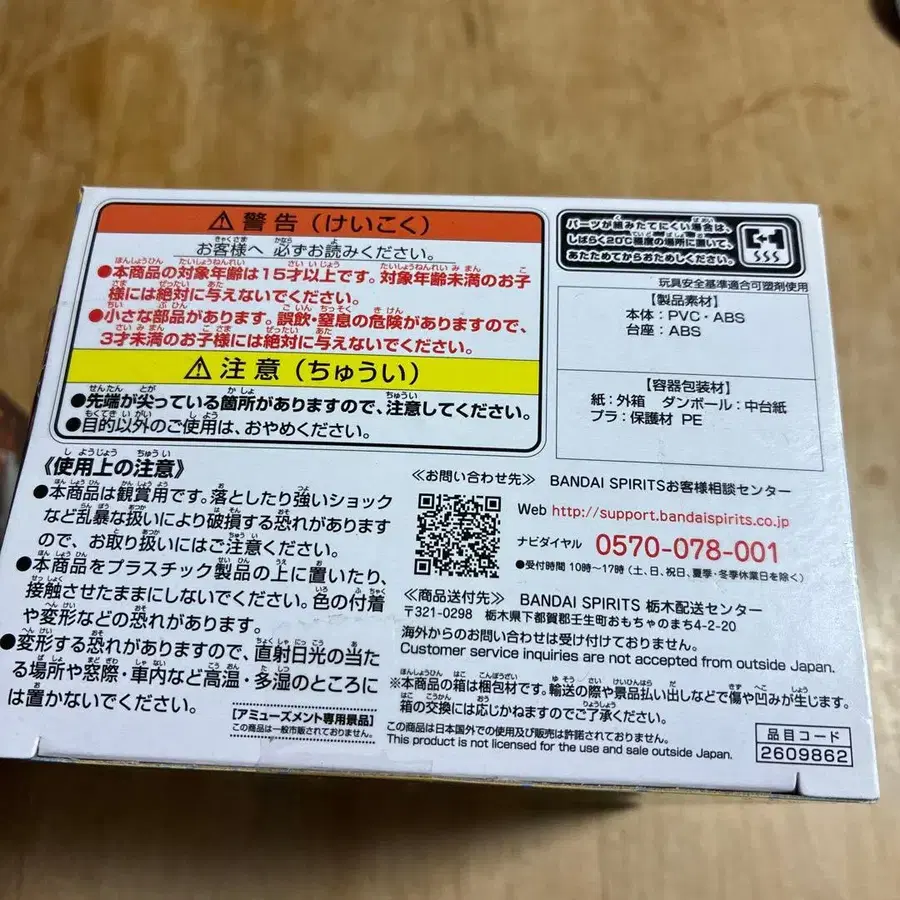 ⚠警告（けいこく）
お客様へ 必ずお読みください。
●本商品の対象年齢は15才以上です。対象年齢未満のお子
様には絶対に与えないでください。
●小さな部品があります。誤飲・窒息の危険がありますので、
3才未満のお子様には絶対に与えないでください。
⚠注意（ちゅうい）
●先端が尖っている箇所がありますので、注意してください。
●目的以外のご使用は、おやめください。
《使用上の注意》
●本商品は観賞用です。落としたり強いショック
など乱暴な扱いにより破損する恐れがあります
ので、お取り扱いにはご注意ください。
●本商品をプラスチック製品の上に置いたり、
接触させたままにしないでください。色の付着
や変形などの恐れがあります。
●変形する恐れがありますので、直射日光の当た
る場所や窓際・車内など高温・多湿のところに
は置かないでください。
【アミューズメント専用景品】
この商品は一般市販されておりません。
パーツが組みたてにくい場合は、
しばらく20℃程度の場所に置いて、
あたためてからおためしください。
玩具安全基準適合可塑剤使用
【製品素材】
本体：PVC・ABS
台座：ABS
【容器包装材】
紙：外箱 ダンボール：中台紙
プラ：保護材 PE
≪お問い合わせ先≫ BANDAI SPIRITSお客様相談センター
Web http://support.bandaispirits.co.jp
ナビダイヤル 0570-078-001
●受付時間 10時〜17時（土、日、祝日、夏季・冬季休業日を除く）
≪商品送付先≫ BANDAI SPIRITS 栃木配送センター
〒321-0298 栃木県下都賀郡壬生町おもちゃのまち4-2-20
海外からのお問い合わせは受け付けておりません。
Customer service inquiries are not accepted from outside Japan.
※本商品の箱は梱包材です。輸送の際や景品払い出しなどで傷や凹みが生じます。
箱の交換には応じかねますのでご了承ください。
この商品は日本国外での使用及び販売は許諾されておりません。
This product is not licensed for the use and sale outside Japan.
品目コード
2609862